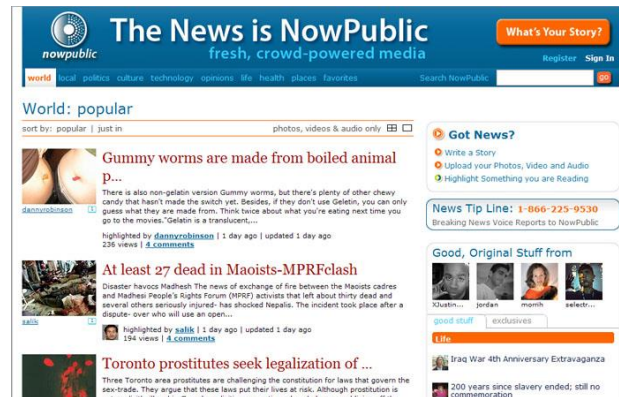 The News is NowPublic
What's Your Story?
nowpublic
fresh, crowd-powered media
Register Sign In
world local politics culture technology opinions life health places favorites Search NowPublic go
World: popular
sort by: popular | just in photos, videos & audio only
Gummy worms are made from boiled animal
p...
There is also non-gelatin version Gummy worms, but there's plenty of other chewy
candy that hasn't made the switch yet. Besides, if they don't use Geletin, you can only
guess what they are made from. Think twice about what you're eating next time you
go to the movies."Gelatin is a translucent,...
dannyrobinson
highlighted by dannyrobinson | 1 day ago | updated 1 day ago
236 views | 4 comments
At least 27 dead in Maoists-MPRFclash
Disaster havocs Madhesh The news of exchange of fire between the Maoists cadres
and Madhesi People's Rights Forum (MPRF) activists that left about thirty dead and
several others seriously injured- has shocked Nepalis. The incident took place after a
dispute- over who will use an open...
salik
highlighted by salik | 1 day ago | updated 1 day ago
194 views | 4 comments
Toronto prostitutes seek legalization of ...
Three Toronto area prostitutes are challenging the constitution for laws that govern the
sex-trade. They argue that these laws put their lives at risk. Although prostitution is
Got News?
Write a Story
Upload your Photos, Video and Audio
Highlight Something you are Reading
News Tip Line: 1-866-225-9530
Breaking News Voice Reports to NowPublic
Good, Original Stuff from
XJustin... jordan momih selectr...
good stuff exclusives
Life
Iraq War 4th Anniversary Extravaganza
200 years since slavery ended; still no
commemoration